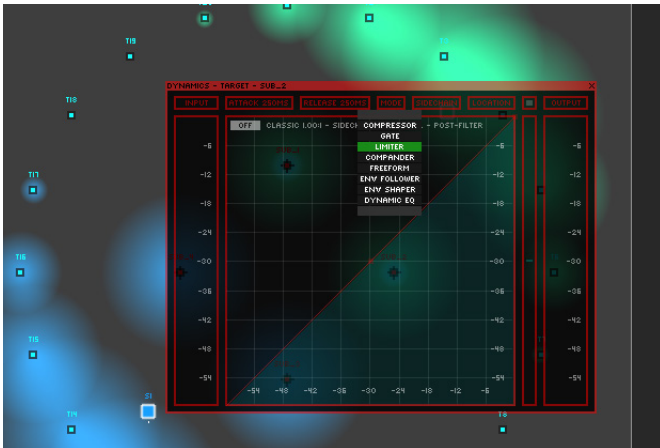 T19
DYNAMICS - TARGET - SUB_2 X
INPUT ATTACK 250MS RELEASE 250MS MODE SIDECHAIN LOCATION OUTPUT
OFF CLASSIC 1.00:1 - SIDECH - POST-FILTER
COMPRESSOR
GATE
LIMITER
COMPANDER
FREEFORM
ENV FOLLOWER
ENV SHAPER
DYNAMIC EQ
T18
T17
T16
T15
S1
T14
T8
-6 -6 -6
-12 -12 -12
-18 -18 -18
-24 -24 -24
-30 -30 -30
-36 -36 -36
-42 -42 -42
-48 -48 -48
-54 -54 -54
-54 -48 -42 -36 -30 -24 -18 -12 -6